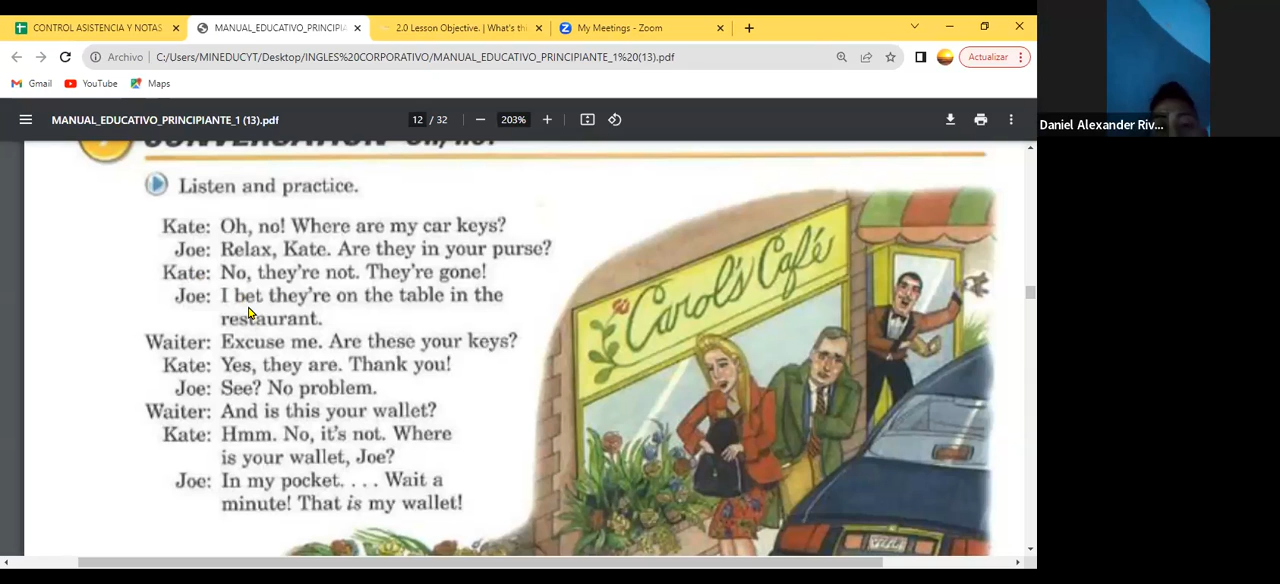 CONTROL ASISTENCIA Y NOTAS
MANUAL_EDUCATIVO_PRINCIPIA
2.0 Lesson Objective. | What's th
My Meetings - Zoom
Archivo
C:/Users/MINEDUCYT/Desktop/INGLES%20CORPORATIVO/MANUAL_EDUCATIVO_PRINCIPIANTE_1%20(13).pdf
Actualizar
Gmail
YouTube
Maps
MANUAL_EDUCATIVO_PRINCIPIANTE_1 (13).pdf
12 / 32
203%
Daniel Alexander Riv...
CONVERSATION Oh, no!
Listen and practice.
Kate: Oh, no! Where are my car keys?
Joe: Relax, Kate. Are they in your purse?
Kate: No, they're not. They're gone!
Joe: I bet they're on the table in the
restaurant.
Waiter: Excuse me. Are these your keys?
Kate: Yes, they are. Thank you!
Joe: See? No problem.
Waiter: And is this your wallet?
Kate: Hmm. No, it's not. Where
is your wallet, Joe?
Joe: In my pocket. . . . Wait a
minute! That is my wallet!
Carol's Café